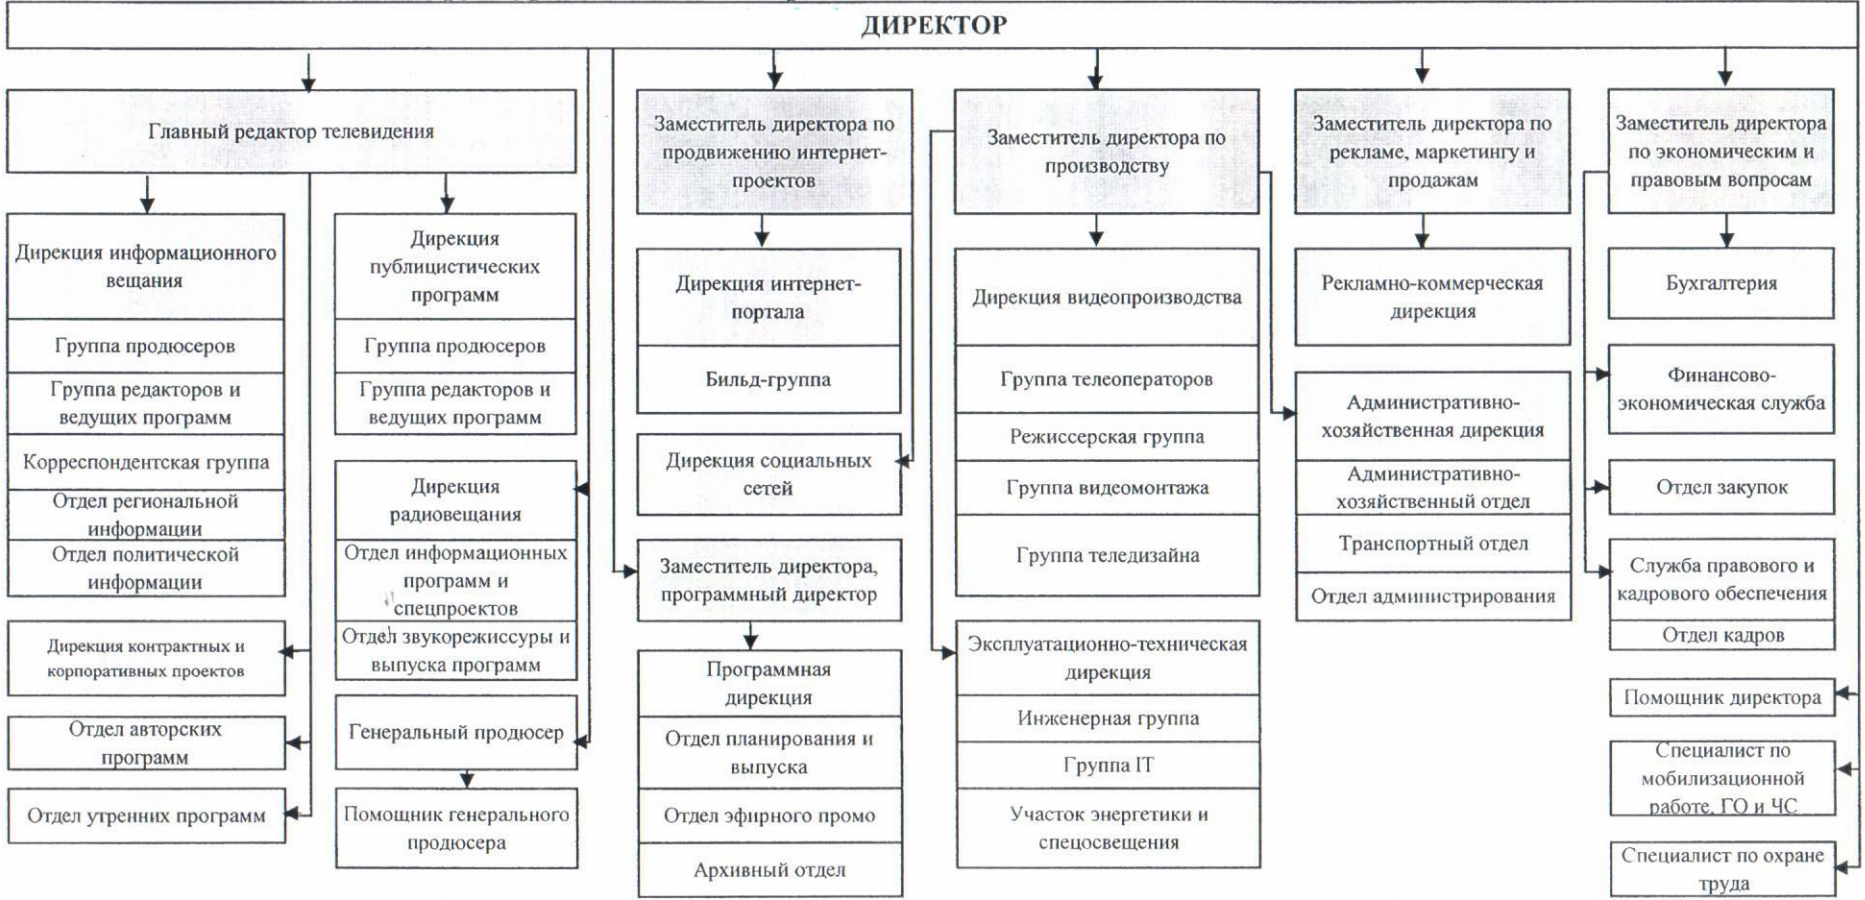 ДИРЕКТОР
Главный редактор телевидения
Дирекция информационного
вещания
Группа продюсеров
Группа редакторов и
ведущих программ
Корреспондентская группа
Отдел региональной
информации
Отдел политической
информации
Дирекция контрактных и
корпоративных проектов
Отдел авторских
программ
Отдел утренних программ
Дирекция
публицистических
программ
Группа продюсеров
Группа редакторов и
ведущих программ
Дирекция
радиовещания
Отдел информационных
программ и
спецпроектов
Отдел звукорежиссуры и
выпуска программ
Генеральный продюсер
Помощник генерального
продюсера
Заместитель директора по
продвижению интернет-
проектов
Дирекция интернет-
портала
Бильд-группа
Дирекция социальных
сетей
Заместитель директора,
программный директор
Программная
дирекция
Отдел планирования и
выпуска
Отдел эфирного промо
Архивный отдел
Заместитель директора по
производству
Дирекция видеопроизводства
Группа телеоператоров
Режиссерская группа
Группа видеомонтажа
Группа теледизайна
Эксплуатационно-техническая
дирекция
Инженерная группа
Группа IT
Участок энергетики и
спецосвещения
Заместитель директора по
рекламе, маркетингу и
продажам
Рекламно-коммерческая
дирекция
Административно-
хозяйственная дирекция
Административно-
хозяйственный отдел
Транспортный отдел
Отдел администрирования
Заместитель директора
по экономическим и
правовым вопросам
Бухгалтерия
Финансово-
экономическая служба
Отдел закупок
Служба правового и
кадрового обеспечения
Отдел кадров
Помощник директора
Специалист по
мобилизационной
работе, ГО и ЧС
Специалист по охране
труда